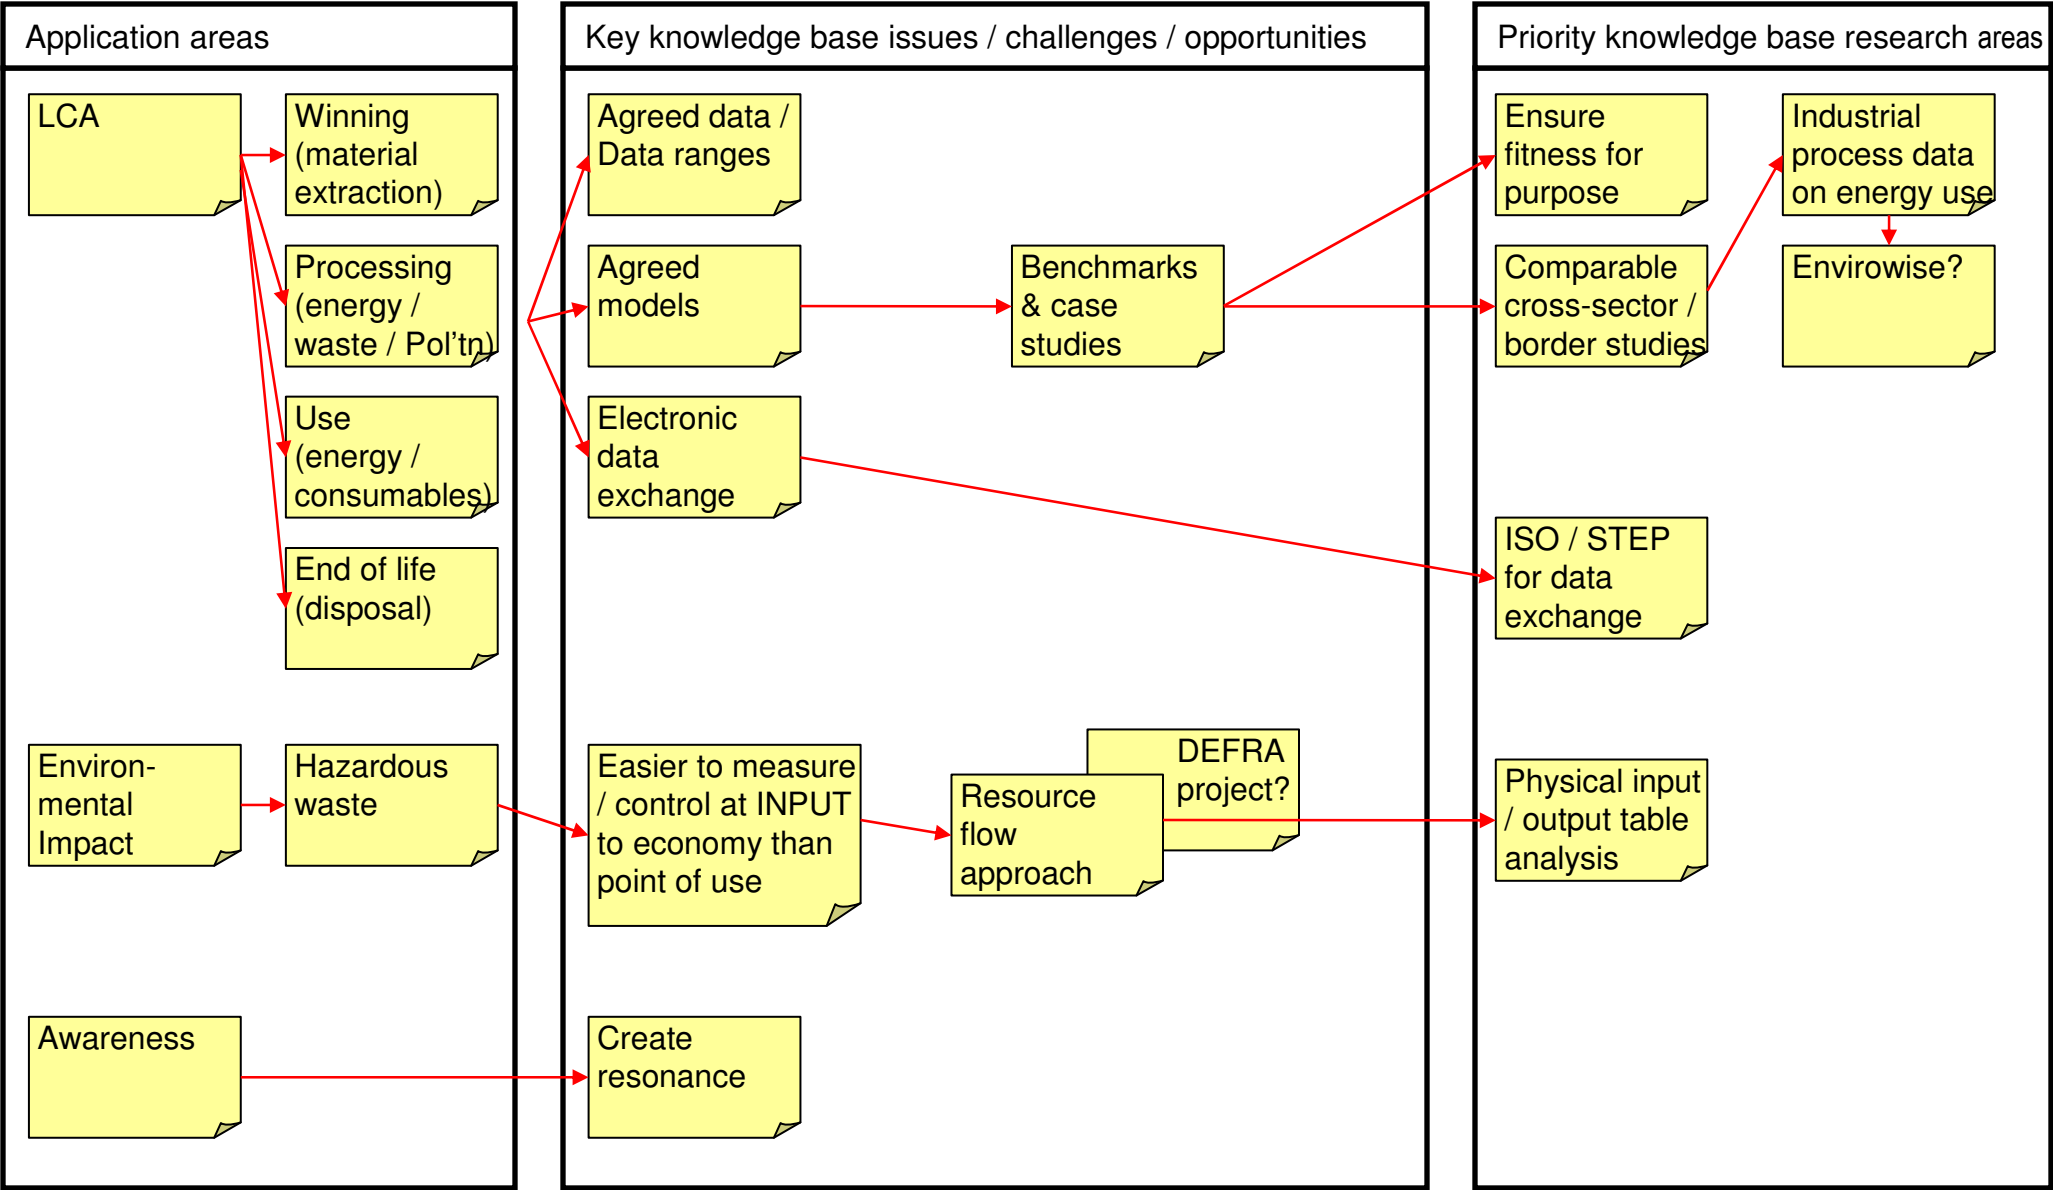 Application areas
LCA
Winning
(material
extraction)
Processing
(energy /
waste / Pol'tn)
Use
(energy /
consumables)
End of life
(disposal)
Environ-
mental
Impact
Hazardous
waste
Awareness
Key knowledge base issues / challenges / opportunities
Agreed data /
Data ranges
Agreed
models
Benchmarks
& case
studies
Electronic
data
exchange
Easier to measure
/ control at INPUT
to economy than
point of use
Resource
flow
approach
DEFRA
project?
Create
resonance
Priority knowledge base research areas
Ensure
fitness for
purpose
Industrial
process data
on energy use
Comparable
cross-sector /
border studies
Envirowise?
ISO / STEP
for data
exchange
Physical input
/ output table
analysis